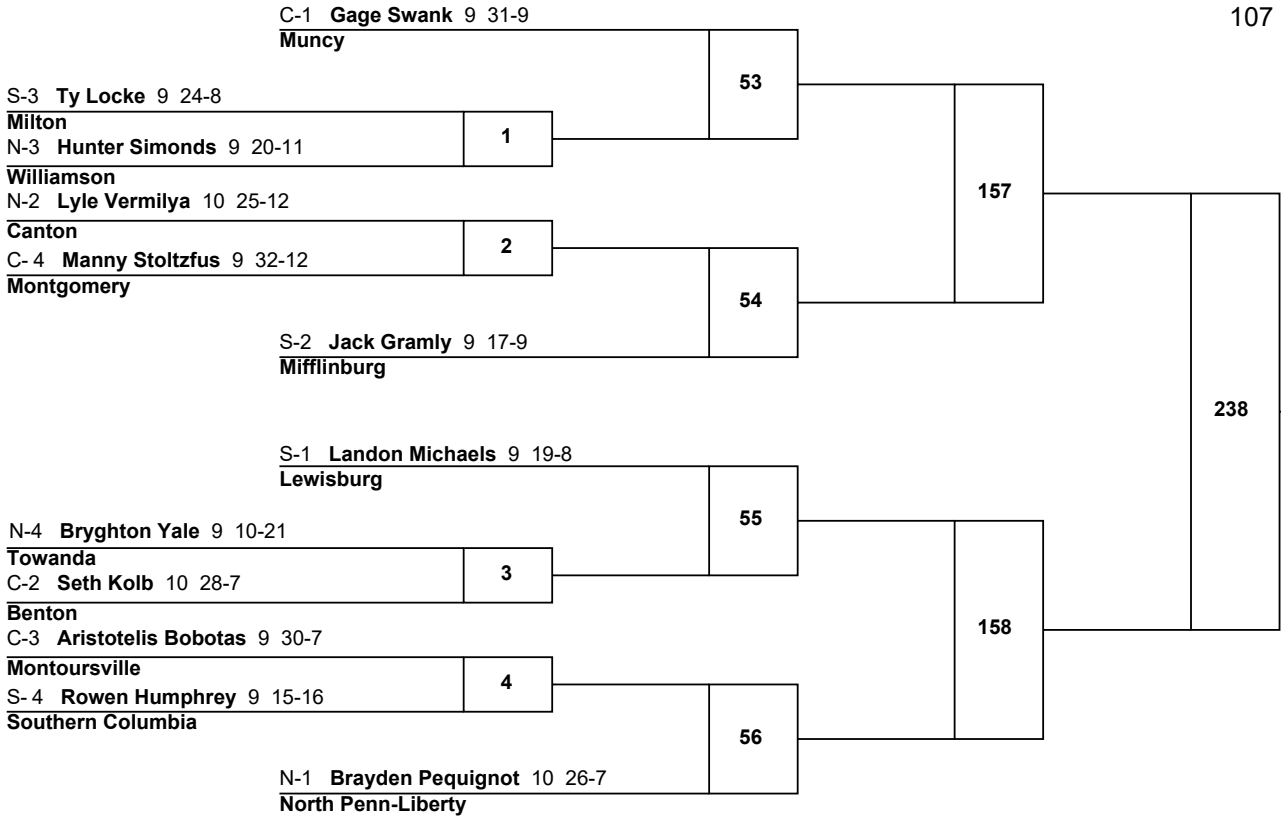 C-1 Gage Swank 9 31-9
107
Muncy
53
S-3 Ty Locke 9 24-8
Milton
1
N-3 Hunter Simonds 9 20-11
Williamson
157
N-2 Lyle Vermilya 10 25-12
Canton
2
C- 4 Manny Stoltzfus 9 32-12
Montgomery
54
S-2 Jack Gramly 9 17-9
Mifflinburg
238
S-1 Landon Michaels 9 19-8
Lewisburg
55
N-4 Bryghton Yale 9 10-21
Towanda
3
C-2 Seth Kolb 10 28-7
Benton
158
C-3 Aristotelis Bobotas 9 30-7
Montoursville
4
S- 4 Rowen Humphrey 9 15-16
Southern Columbia
56
N-1 Brayden Pequignot 10 26-7
North Penn-Liberty